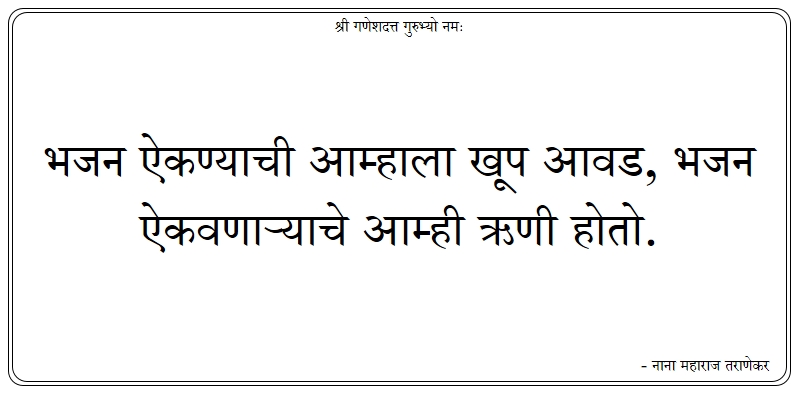 श्री गणेशदत्त गुरुभ्यो नमः
भजन ऐकण्याची आम्हाला खूप आवड, भजन
ऐकवणाऱ्याचे आम्ही ऋणी होतो.
- नाना महाराज तराणेकर